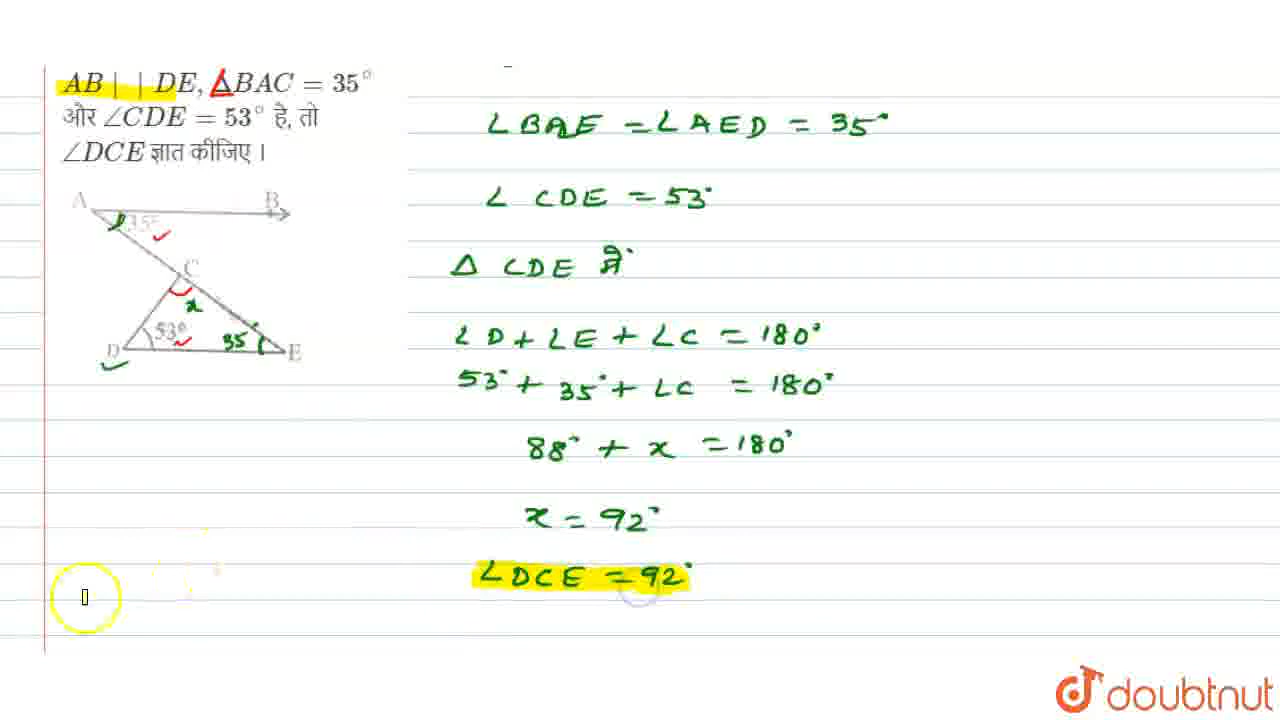 AB | | DE, ∆BAC = 35°
और ∠CDE = 53° है, तो
∠DCE ज्ञात कीजिए ।
A
B
35°
C
x
53°
35°
D
E
∠BAE = ∠AED = 35°
∠CDE = 53°
∆ CDE में
∠D + ∠E + ∠C = 180°
53° + 35° + ∠C = 180°
88° + x = 180°
x = 92°
∠DCE = 92°
doubtnut